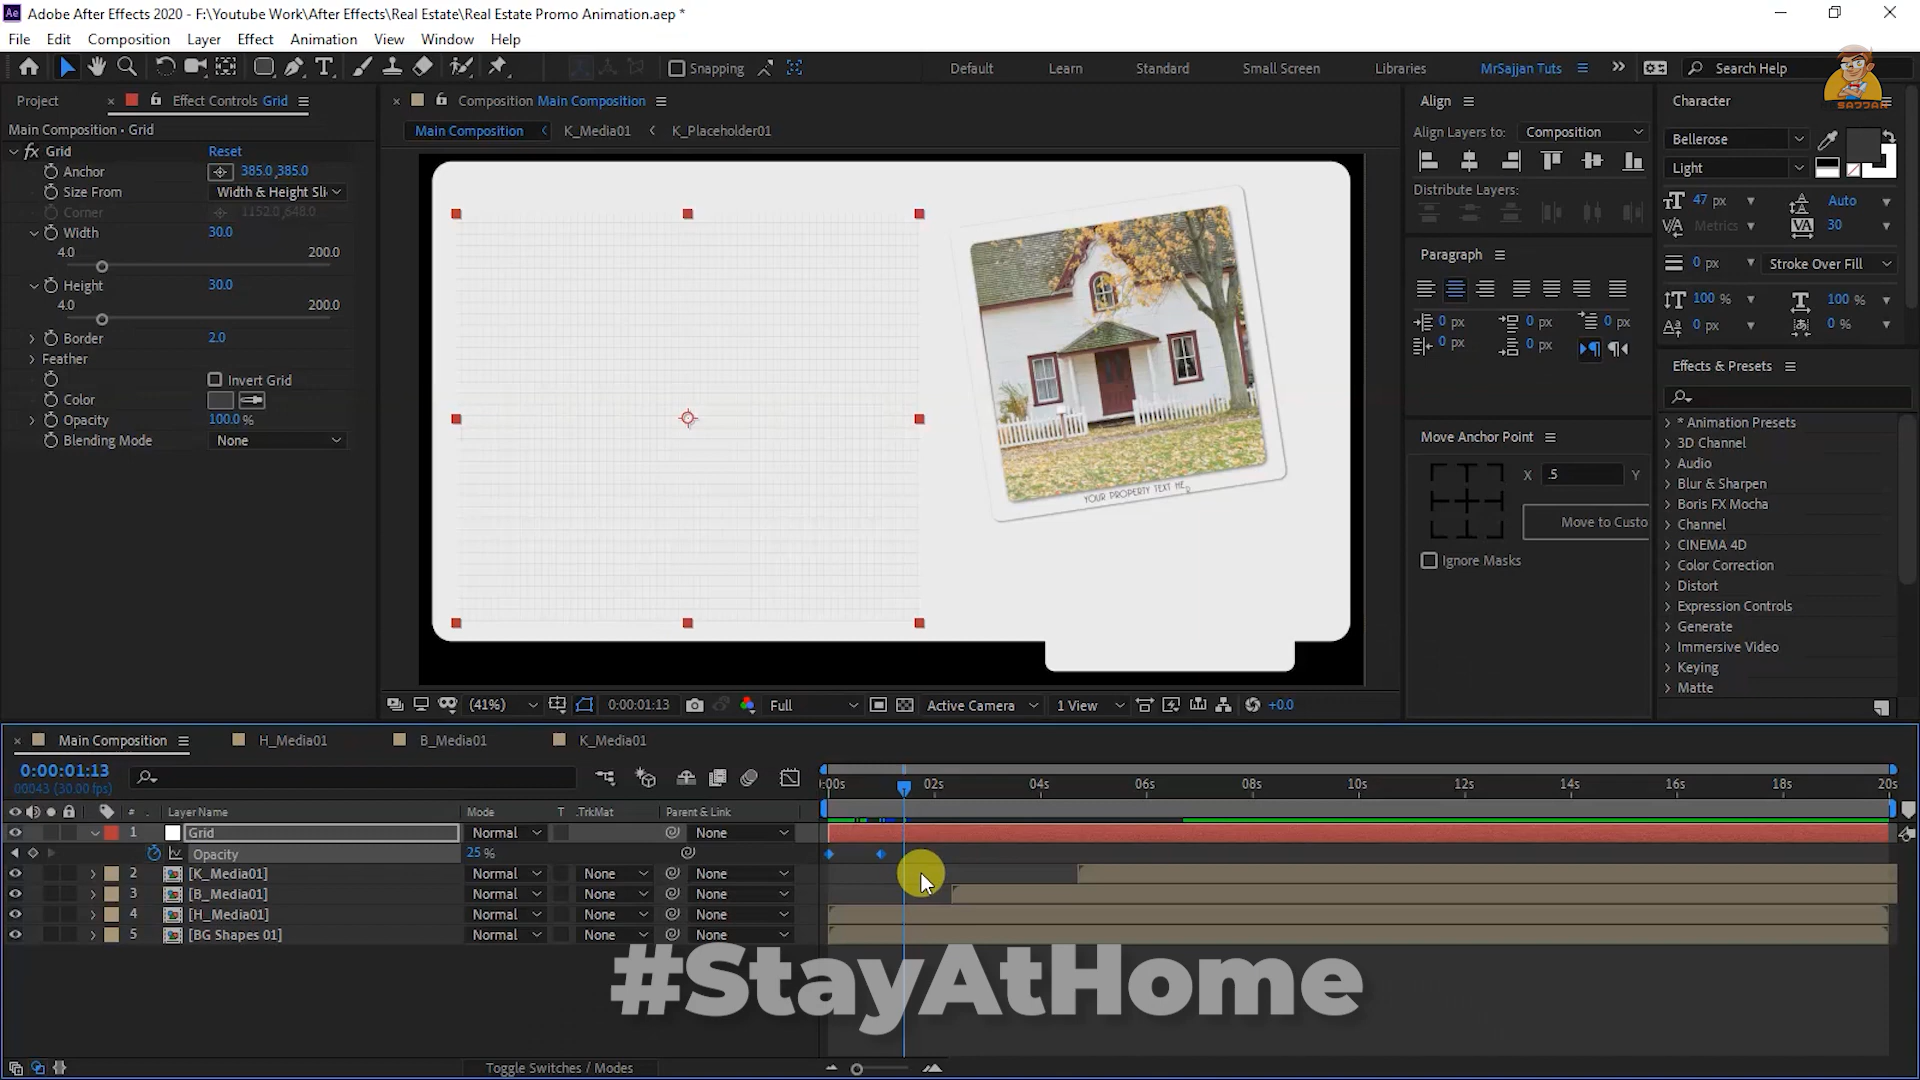 Adobe After Effects 2020 - F:\Youtube Work\After Effects\Real Estate\Real Estate Promo Animation.aep *
File Edit Composition Layer Effect Animation View Window Help
Snapping Default Learn Standard Small Screen Libraries MrSajjan Tuts Search Help
SAJJAN
Project Effect Controls Grid
Main Composition • Grid
fx Grid Reset
Anchor 385.0,385.0
Size From Width & Height Sli
Corner 1152.0,648.0
Width 30.0
4.0 200.0
Height 30.0
4.0 200.0
Border 2.0
Feather
Invert Grid
Color
Opacity 100.0 %
Blending Mode None
Composition Main Composition
Main Composition K_Media01 K_Placeholder01
YOUR PROPERTY TEXT HE
(41%) 0:00:01:13 Full Active Camera 1 View +0.0
Align
Align Layers to: Composition
Distribute Layers:
Paragraph
0 px 0 px 0 px
0 px 0 px
Move Anchor Point
X .5 Y
Move to Custo
Ignore Masks
Character
Bellerose
Light
47 px Auto
Metrics 30
0 px Stroke Over Fill
100 % 100 %
0 px 0 %
Effects & Presets
* Animation Presets
3D Channel
Audio
Blur & Sharpen
Boris FX Mocha
Channel
CINEMA 4D
Color Correction
Distort
Expression Controls
Generate
Immersive Video
Keying
Matte
Main Composition H_Media01 B_Media01 K_Media01
0:00:01:13
00043 (30.00 fps)
:00s 02s 04s 06s 08s 10s 12s 14s 16s 18s 20s
# Layer Name Mode T .TrkMat Parent & Link
1 Grid Normal None
Opacity 25 %
2 [K_Media01] Normal None None
3 [B_Media01] Normal None None
4 [H_Media01] Normal None None
5 [BG Shapes 01] Normal None None
#StayAtHome
Toggle Switches / Modes